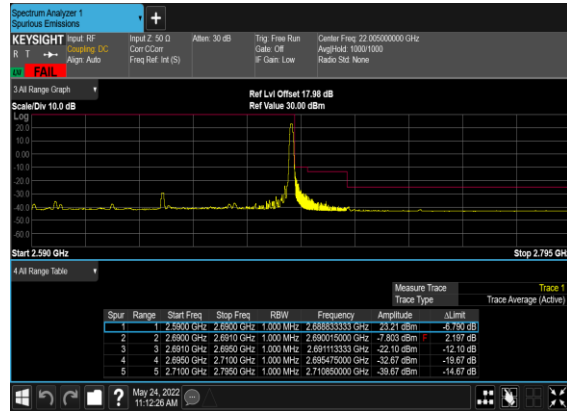 Spectrum Analyzer 1
Spurious Emissions
+
KEYSIGHT Input: RF Input Z: 50 Ω Atten: 30 dB Trig: Free Run Center Freq: 22.005000000 GHz
R T Coupling: DC Corr CCorr Gate: Off Avg|Hold: 1000/1000
Align: Auto Freq Ref: Int (S) IF Gain: Low Radio Std: None
FAIL
3 All Range Graph
Ref Lvl Offset 17.98 dB
Scale/Div 10.0 dB Ref Value 30.00 dBm
Log
20.0
10.0
0.00
-10.0
-20.0
-30.0
-40.0
-50.0
-60.0
Start 2.590 GHz Stop 2.795 GHz
4 All Range Table
Measure Trace Trace 1
Trace Type Trace Average (Active)
Spur Range Start Freq Stop Freq RBW Frequency Amplitude ΔLimit
1 1 2.5900 GHz 2.6900 GHz 1.000 MHz 2.688833333 GHz 23.21 dBm -6.790 dB
2 2 2.6900 GHz 2.6910 GHz 1.000 MHz 2.690015000 GHz -7.803 dBm F 2.197 dB
3 3 2.6910 GHz 2.6950 GHz 1.000 MHz 2.691113333 GHz -22.10 dBm -12.10 dB
4 4 2.6950 GHz 2.7100 GHz 1.000 MHz 2.695475000 GHz -32.67 dBm -19.67 dB
5 5 2.7100 GHz 2.7950 GHz 1.000 MHz 2.710850000 GHz -39.67 dBm -14.67 dB
?
May 24, 2022
11:12:26 AM